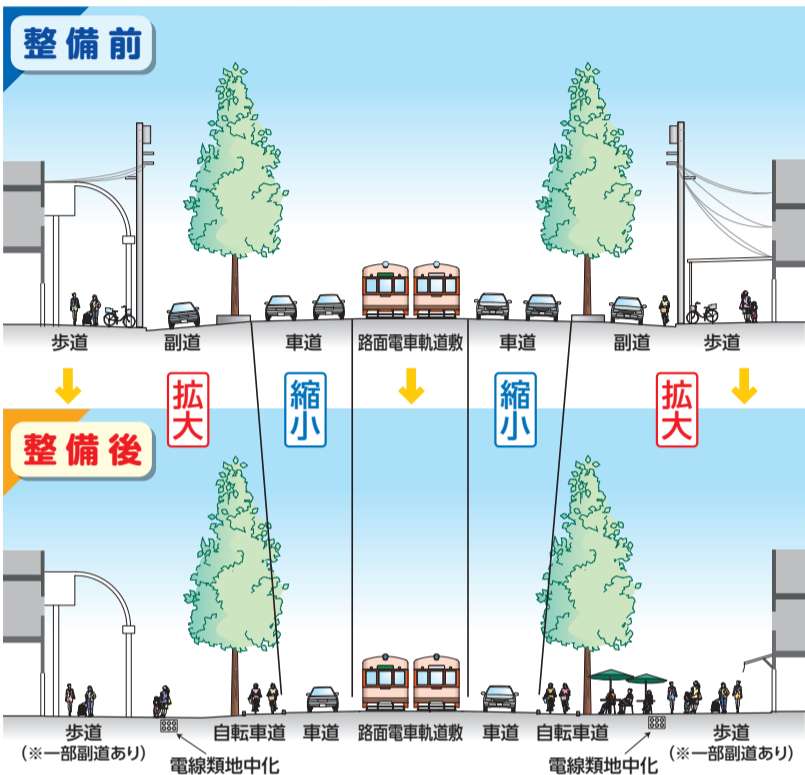 整備前
歩道 副道 車道 路面電車軌道敷 車道 副道 歩道
拡大 縮小 縮小 拡大
整備後
歩道 自転車道 車道 路面電車軌道敷 車道 自転車道 歩道
(※一部副道あり) 電線類地中化 電線類地中化 (※一部副道あり)